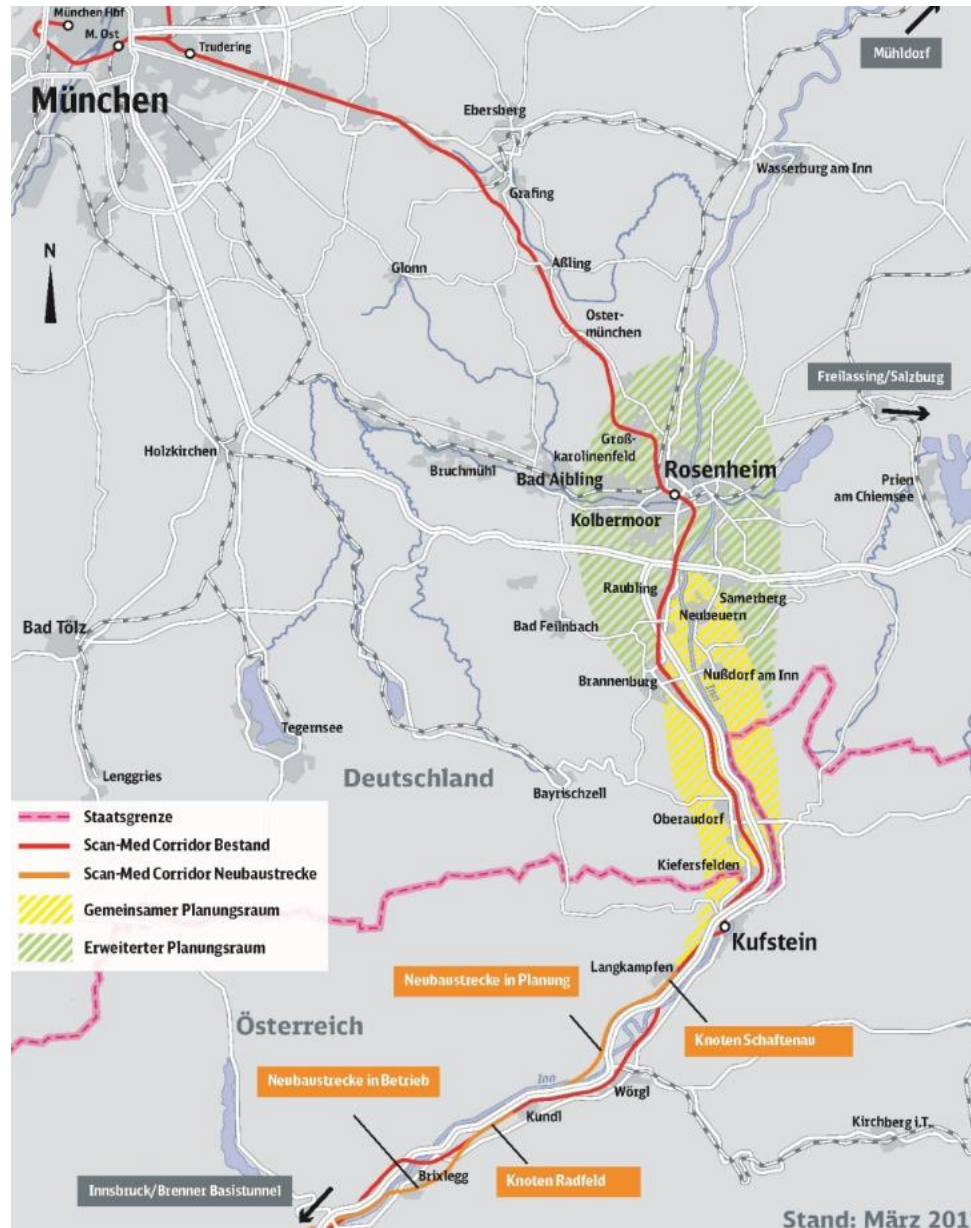 München Hbf
M. Ost
Trudering
München
Mühldorf
Ebersberg
Wasserburg am Inn
Grafing
N
Glonn
Aßling
Oster-
münchen
Freilassing/Salzburg
Holzkirchen
Groß-
karolinenfeld
Bruchmühl
Bad Aibling
Rosenheim
Prien
am Chiemsee
Kolbermoor
Raubling
Samerberg
Neubeuern
Bad Tölz
Bad Feilnbach
Brannenburg
Nußdorf am Inn
Inn
Tegernsee
Lenggries
Deutschland
Bayrischzell
Staatsgrenze
Oberaudorf
Scan-Med Corridor Bestand
Kiefersfelden
Scan-Med Corridor Neubaustrecke
Gemeinsamer Planungsraum
Erweiterter Planungsraum
Kufstein
Langkampfen
Neubaustrecke in Planung
Österreich
Knoten Schaftenau
Neubaustrecke in Betrieb
Inn
Wörgl
Kundl
Kirchberg i.T.
Brixlegg
Knoten Radfeld
Innsbruck/Brenner Basistunnel
Stand: März 201